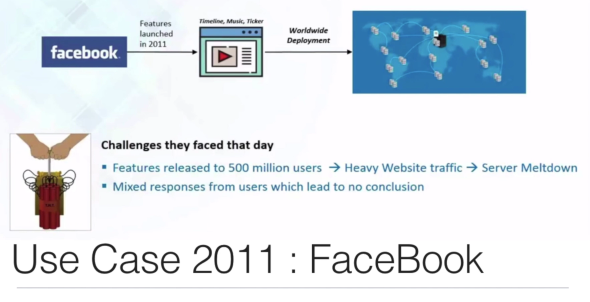 facebook
Features
launched
in 2011
Timeline, Music, Ticker
Worldwide
Deployment
Challenges they faced that day
▪ Features released to 500 million users → Heavy Website traffic → Server Meltdown
▪ Mixed responses from users which lead to no conclusion
Use Case 2011 : FaceBook